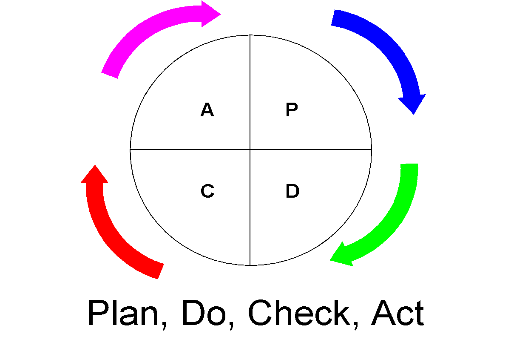 A P
C D
Plan, Do, Check, Act